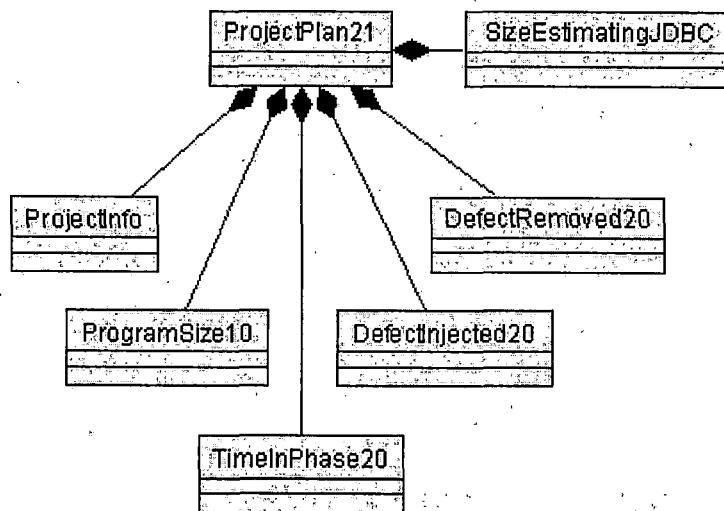 ProjectPlan21
SizeEstimatingJDBC
ProjectInfo
DefectRemoved20
ProgramSize10
DefectInjected20
TimeInPhase20